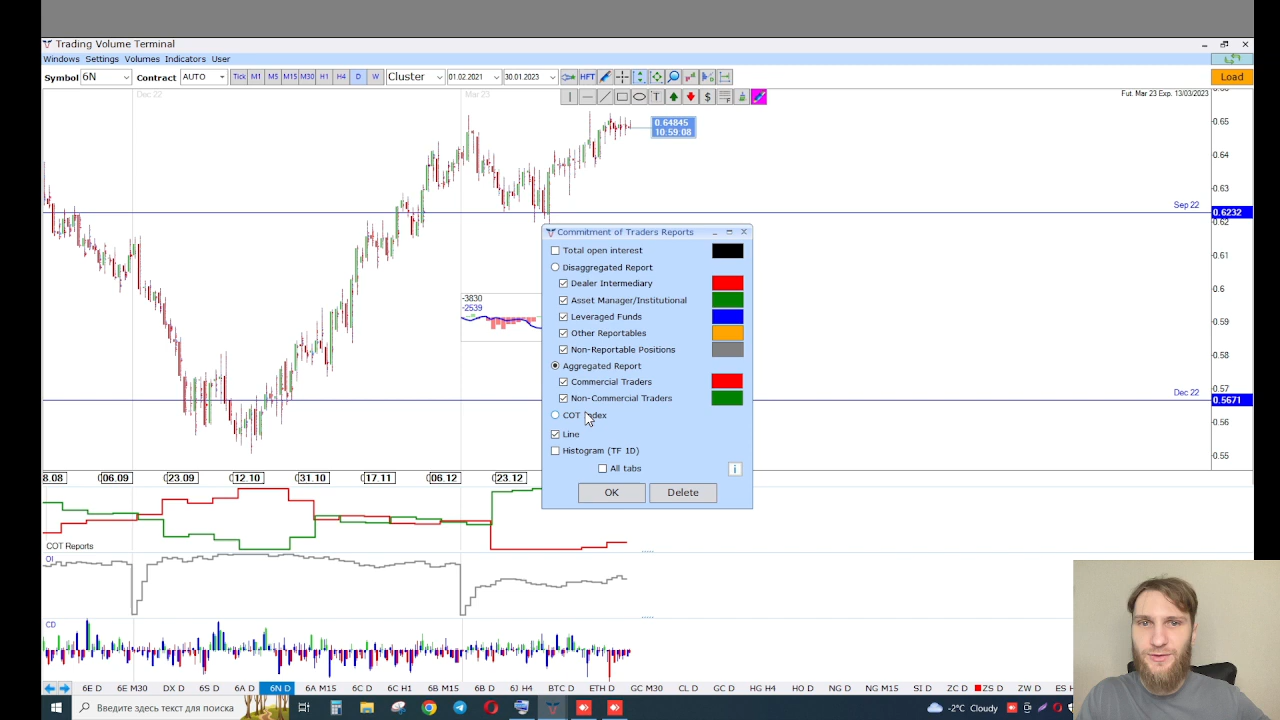 Trading Volume Terminal
Windows Settings Volumes Indicators User
Symbol 6N Contract AUTO Tick M1 M5 M15 M30 H1 H4 D W Cluster 01.02.2021 30.01.2023 HFT Load
T $
Dec 22 Mar 23 Fut. Mar 23 Exp. 13/03/2023
0.64845
10:59:08
0.65
0.64
0.63
Sep 22 0.6232
0.62
0.61
0.6
0.59
0.58
0.57
Dec 22 0.5671
0.56
0.55
-3830
-2539
Commitment of Traders Reports
Total open interest
Disaggregated Report
Dealer Intermediary
Asset Manager/Institutional
Leveraged Funds
Other Reportables
Non-Reportable Positions
Aggregated Report
Commercial Traders
Non-Commercial Traders
COT Index
Line
Histogram (TF 1D)
All tabs i
OK Delete
8.08 06.09 23.09 12.10 31.10 17.11 06.12 23.12
COT Reports
OI
CD
6E D 6E M30 DX D 6S D 6A D 6N D 6A M15 6C D 6C H1 6B M15 6B D 6J H4 BTC D ETH D GC M30 CL D GC D HG H4 HO D NG D NG M15 SI D ZC D ZS D ZW D ES H
Введите здесь текст для поиска -2°C Cloudy